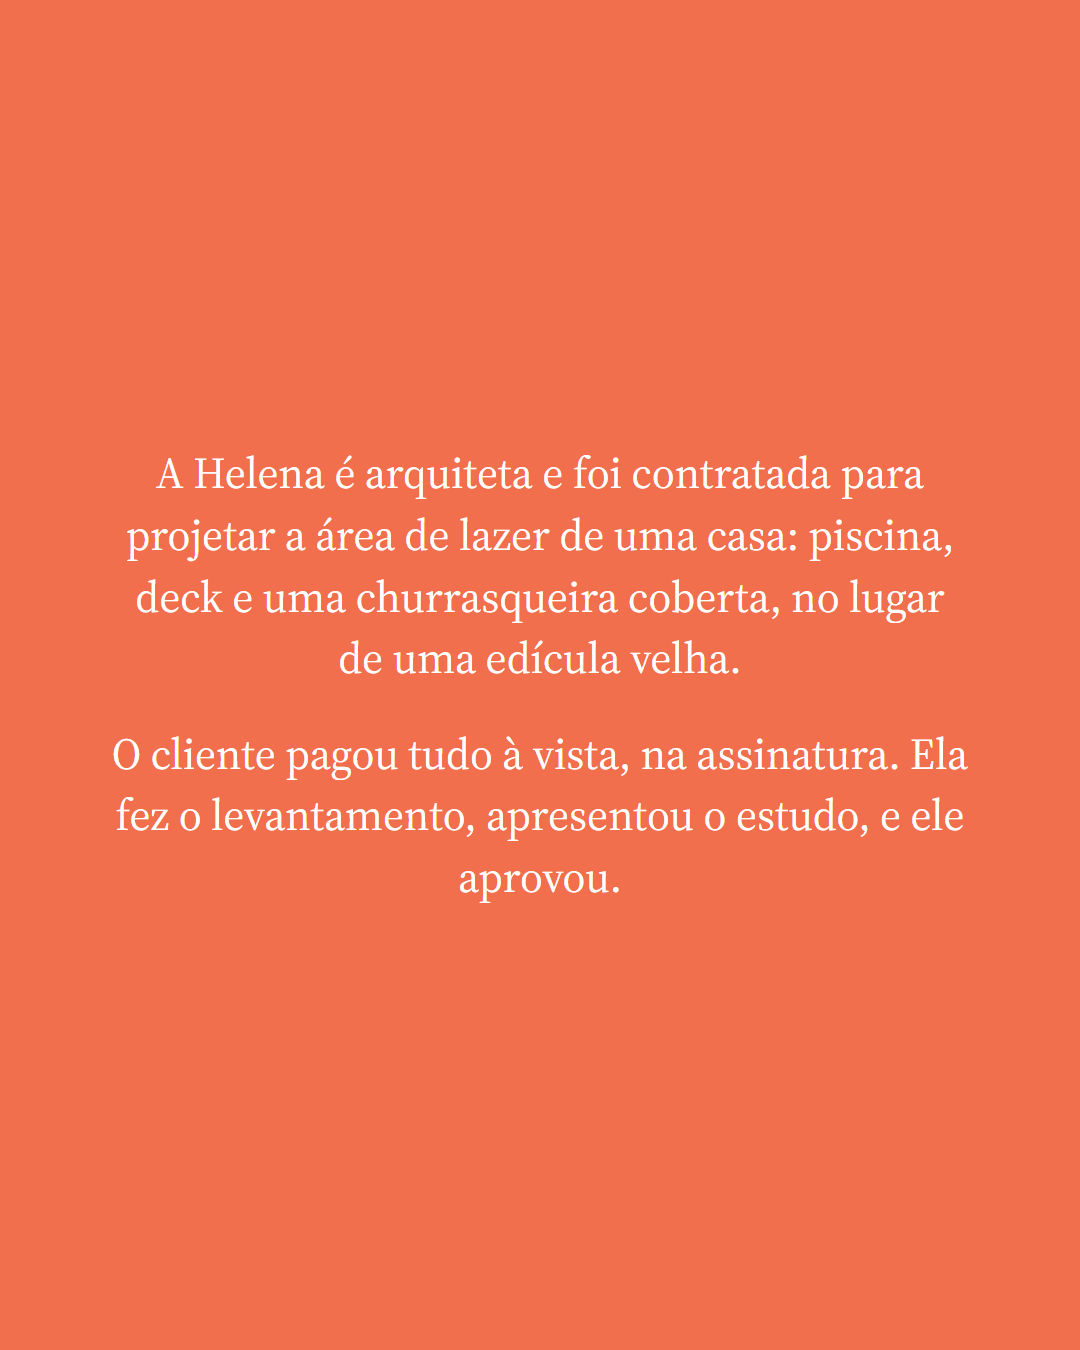 A Helena é arquiteta e foi contratada para
projetar a área de lazer de uma casa: piscina,
deck e uma churrasqueira coberta, no lugar
de uma edícula velha.
O cliente pagou tudo à vista, na assinatura. Ela
fez o levantamento, apresentou o estudo, e ele
aprovou.